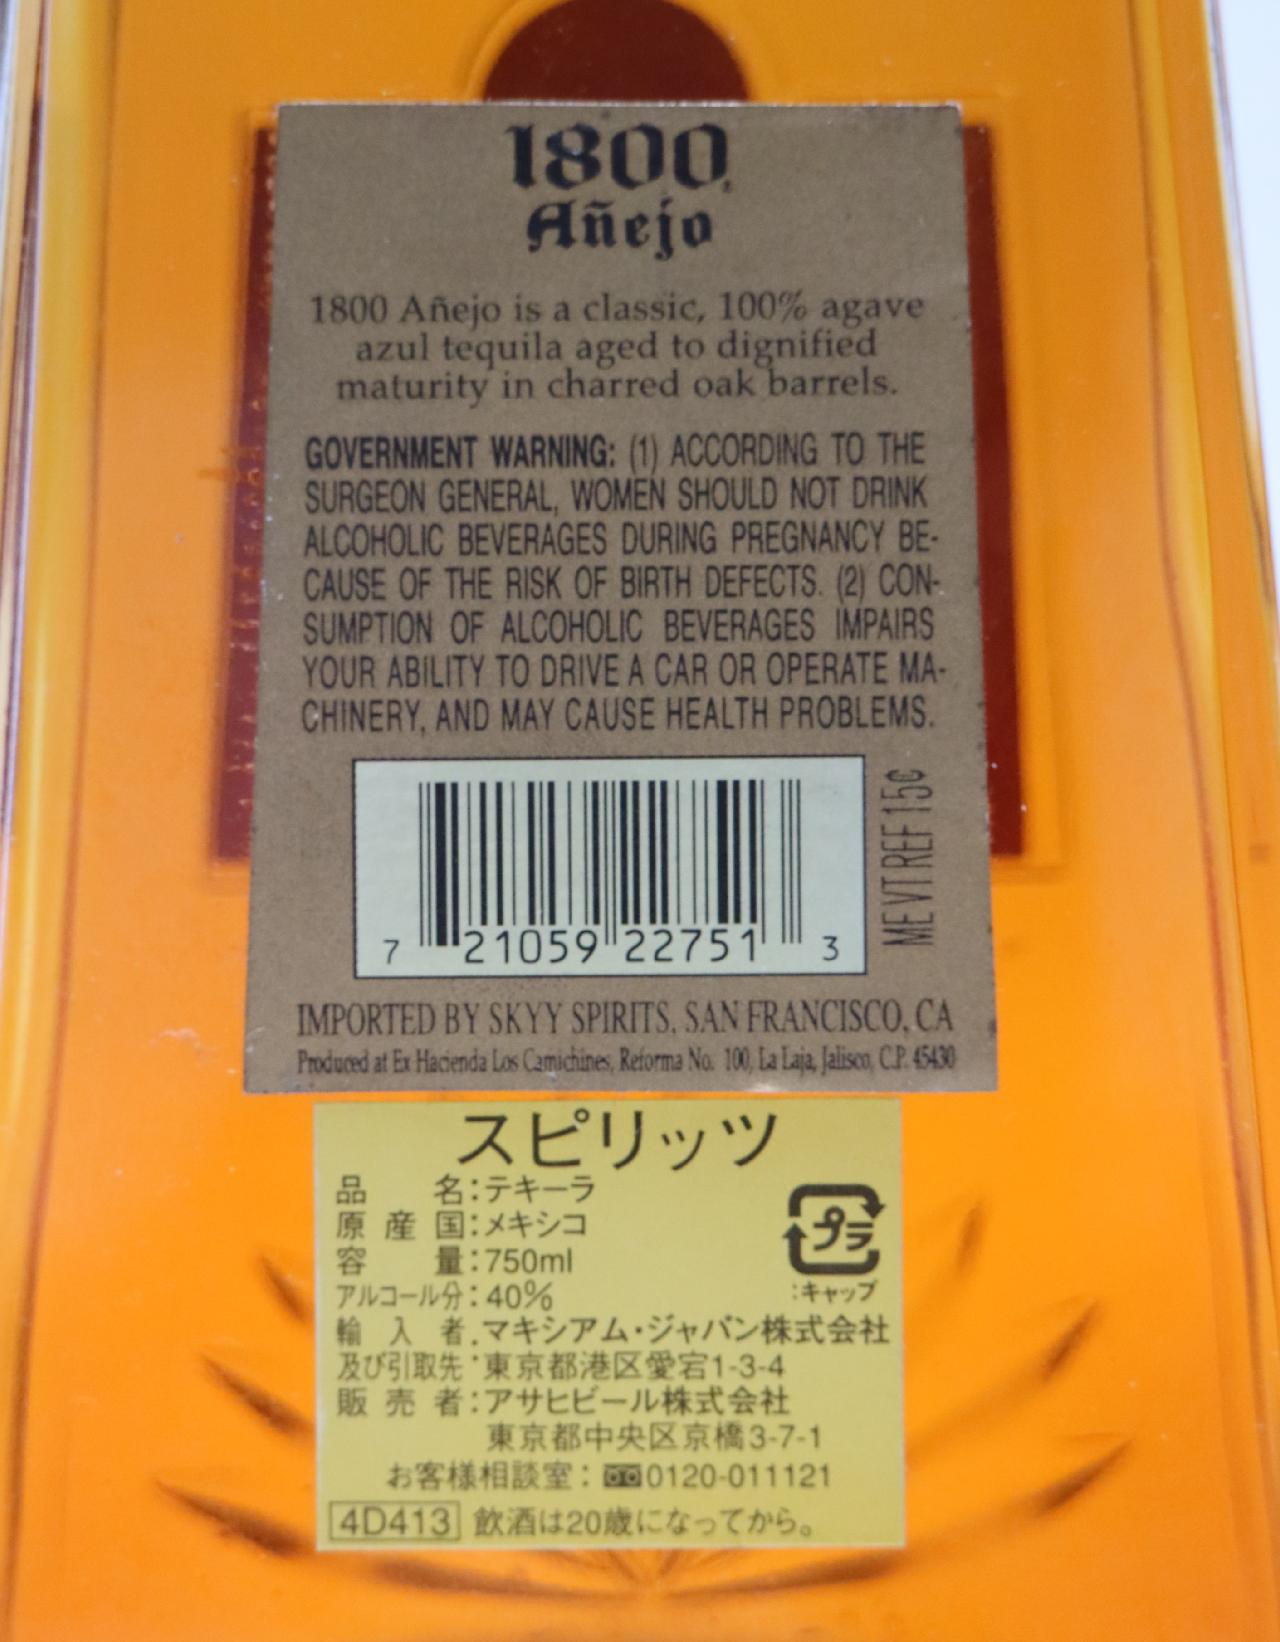 1800
Añejo
1800 Añejo is a classic, 100% agave
azul tequila aged to dignified
maturity in charred oak barrels.
GOVERNMENT WARNING: (1) ACCORDING TO THE
SURGEON GENERAL, WOMEN SHOULD NOT DRINK
ALCOHOLIC BEVERAGES DURING PREGNANCY BE-
CAUSE OF THE RISK OF BIRTH DEFECTS. (2) CON-
SUMPTION OF ALCOHOLIC BEVERAGES IMPAIRS
YOUR ABILITY TO DRIVE A CAR OR OPERATE MA-
CHINERY, AND MAY CAUSE HEALTH PROBLEMS.
7 21059 22751 3
ME VT REF 15¢
IMPORTED BY SKYY SPIRITS, SAN FRANCISCO, CA
Produced at Ex Hacienda Los Camichines, Reforma No. 100, La Laja, Jalisco, C.P. 45430
スピリッツ
品名:テキーラ
原産国:メキシコ
容量:750ml
アルコール分:40%
プラ
:キャップ
輸入者 マキシアム・ジャパン株式会社
及び引取先:東京都港区愛宕1-3-4
販売者:アサヒビール株式会社
東京都中央区京橋3-7-1
お客様相談室:0120-011121
4D413 飲酒は20歳になってから。